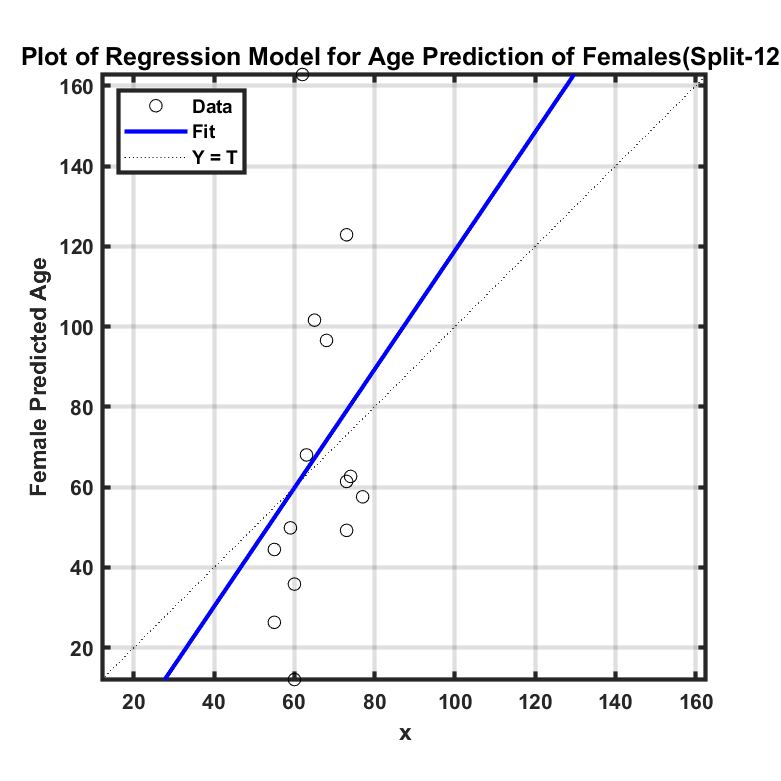 Plot of Regression Model for Age Prediction of Females(Split-12
160
140
120
100
80
60
40
20
Data
Fit
Y = T
Female Predicted Age
20 40 60 80 100 120 140 160
x